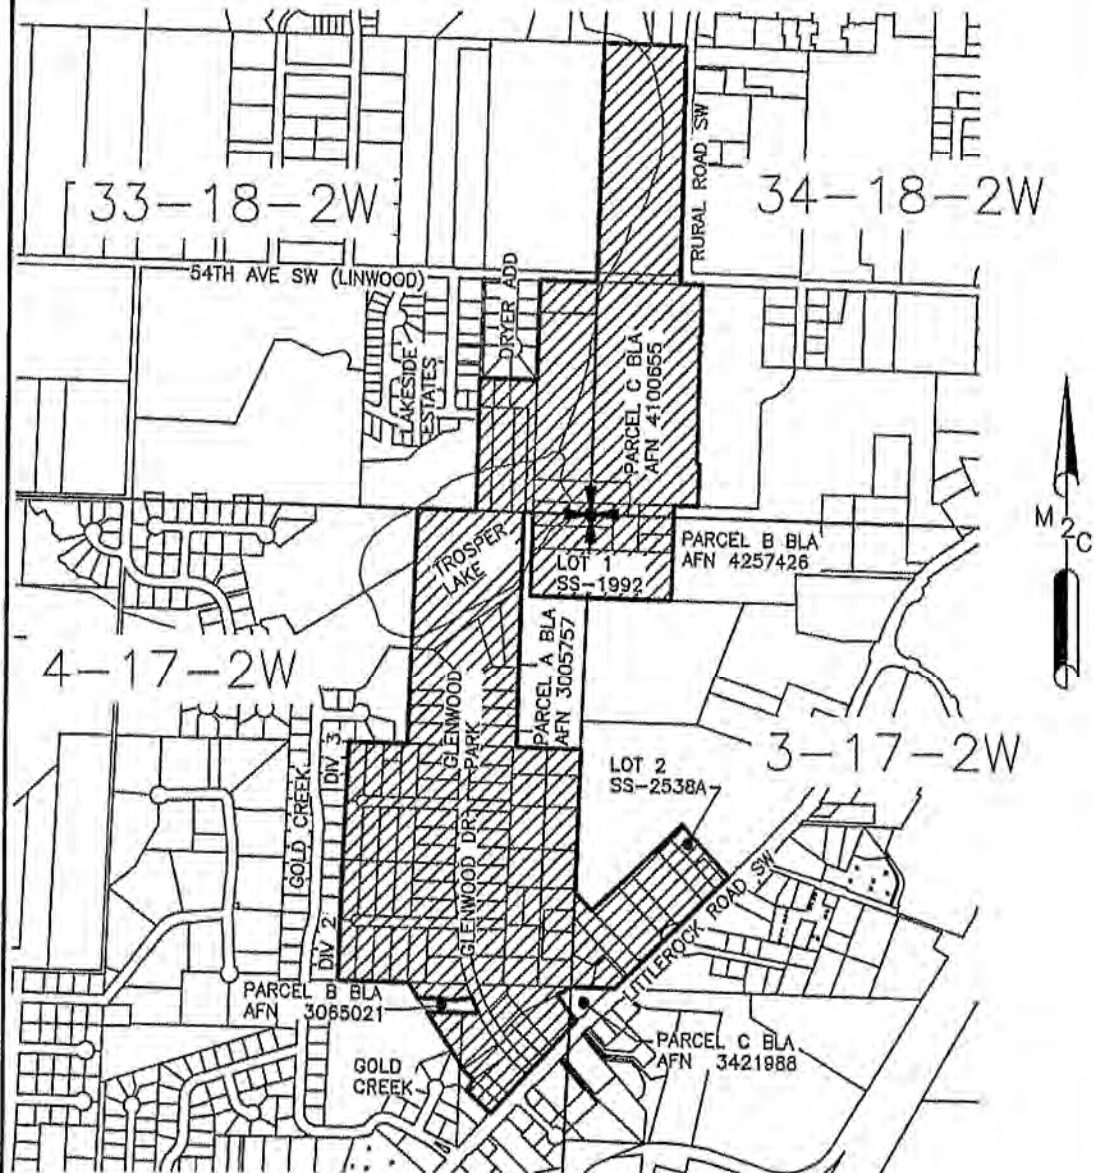 33-18-2W
34-18-2W
RURAL ROAD SW
54TH AVE SW (LINWOOD)
DRYER ADD
LAKESIDE
ESTATES
PARCEL C BLA
AFN 4100655
M 2 C
TROSPER
LAKE
LOT 1
SS-1992
PARCEL B BLA
AFN 4257426
PARCEL A BLA
AFN 3005757
4-17-2W
3-17-2W
GLENWOOD
PARK
GOLD CREEK
DIV 3
DIV 2
GLENWOOD DR
LOT 2
SS-2538A
LITTLEROCK ROAD SW
PARCEL B BLA
AFN 3065021
PARCEL C BLA
AFN 3421988
GOLD
CREEK